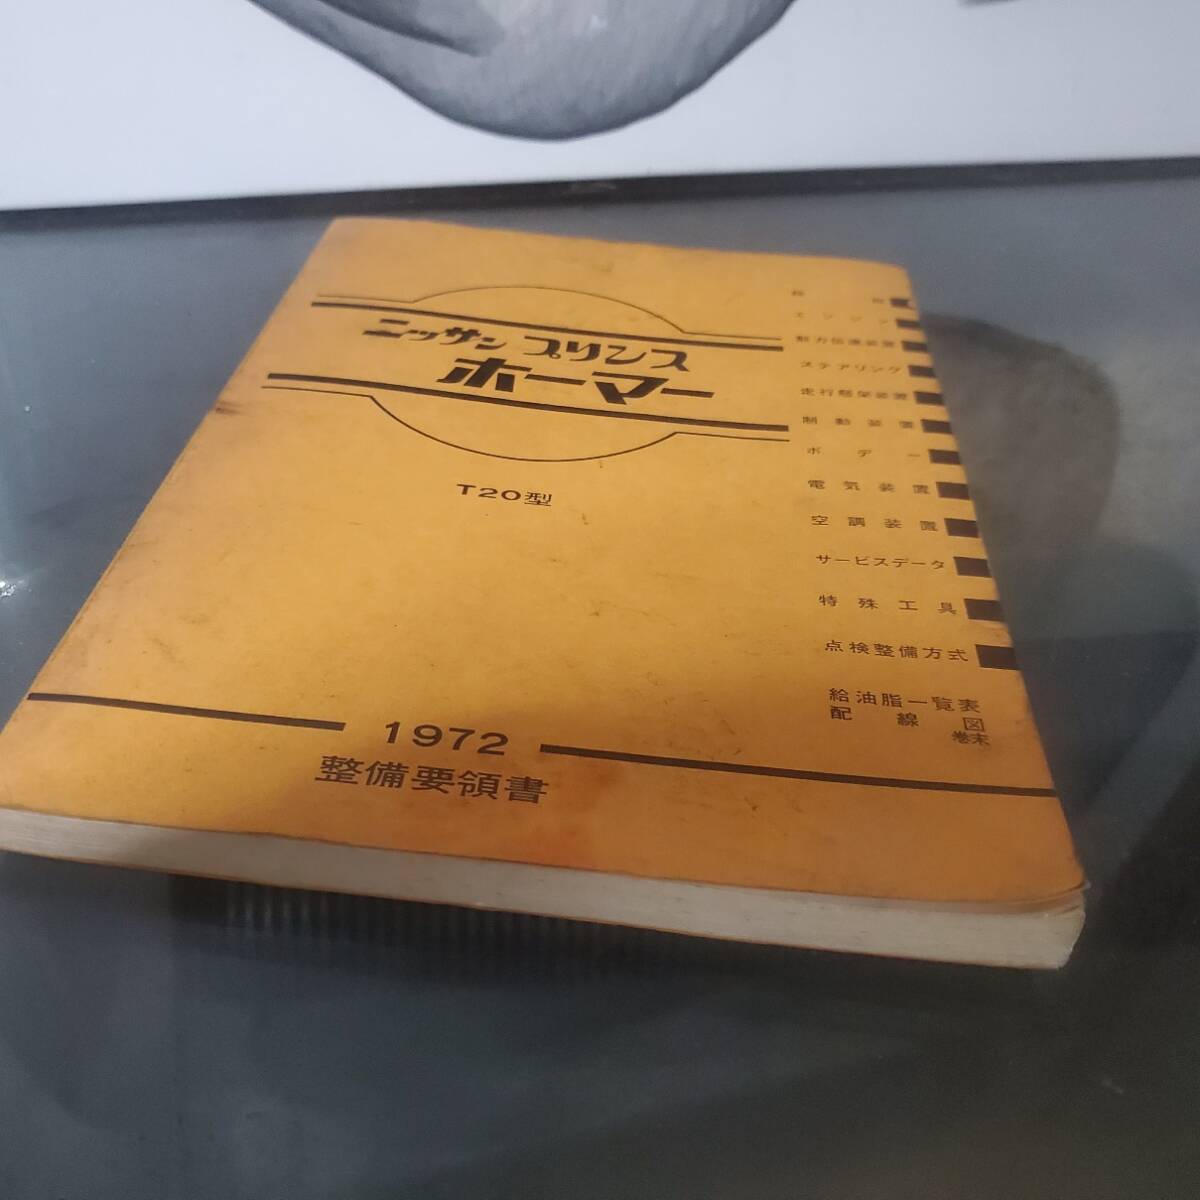 ニッサン プリンス
ホーマー
T20型
エンジン
動力伝達装置
ステアリング
走行懸架装置
制動装置
ボデー
電気装置
空調装置
サービスデータ
特殊工具
点検整備方式
給油脂一覧表
配線図
巻末
1972
整備要領書